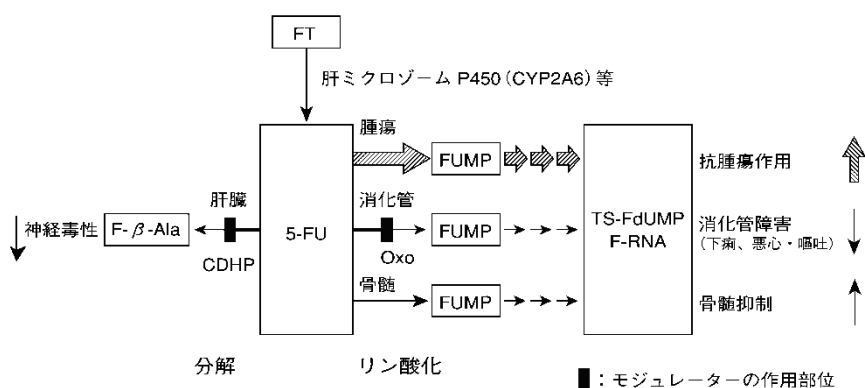 FT
肝ミクロゾーム P450(CYP2A6)等
腫瘍
FUMP
抗腫瘍作用
肝臓
消化管
神経毒性
F-β-Ala
5-FU
FUMP
TS-FdUMP
F-RNA
消化管障害
(下痢、悪心・嘔吐)
CDHP
Oxo
骨髄
FUMP
骨髄抑制
分解
リン酸化
:モジュレーターの作用部位